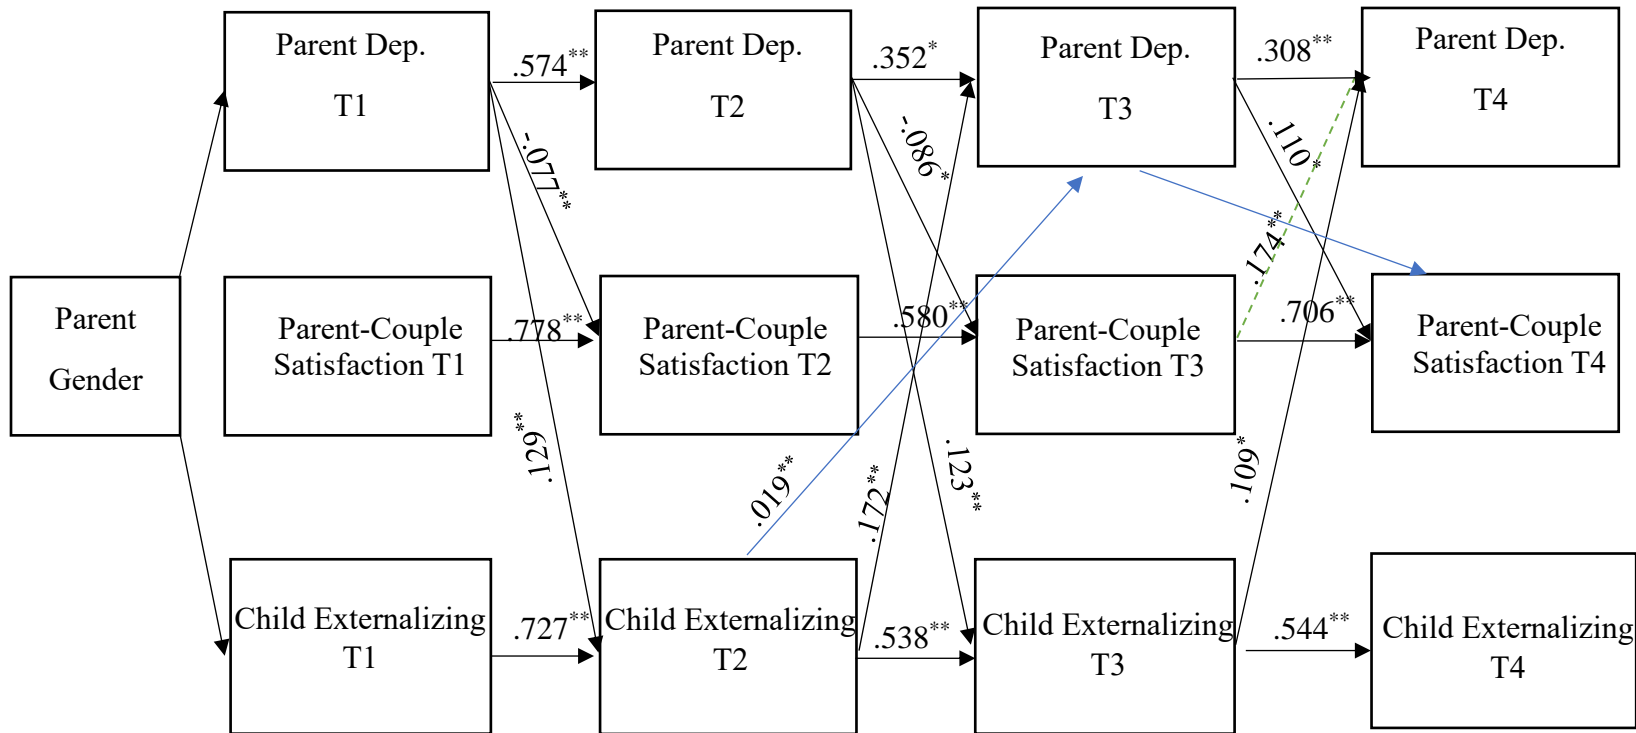 Parent Dep.
T1
.574**
Parent Dep.
T2
.352*
Parent Dep.
T3
.308**
Parent Dep.
T4
-.077**
-.086*
.110*
.174**
Parent
Gender
Parent-Couple
Satisfaction T1
.778**
Parent-Couple
Satisfaction T2
.580**
Parent-Couple
Satisfaction T3
.706**
Parent-Couple
Satisfaction T4
.129**
.019**
.172**
.123**
.109*
Child Externalizing
T1
.727**
Child Externalizing
T2
.538**
Child Externalizing
T3
.544**
Child Externalizing
T4